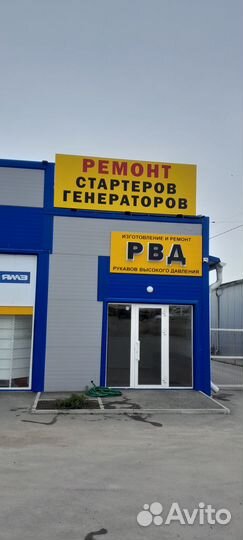 РЕМОНТ
СТАРТЕРОВ
ГЕНЕРАТОРОВ
ИЗГОТОВЛЕНИЕ И РЕМОНТ
РВД
РУКАВОВ ВЫСОКОГО ДАВЛЕНИЯ
ЯМЗ
Avito